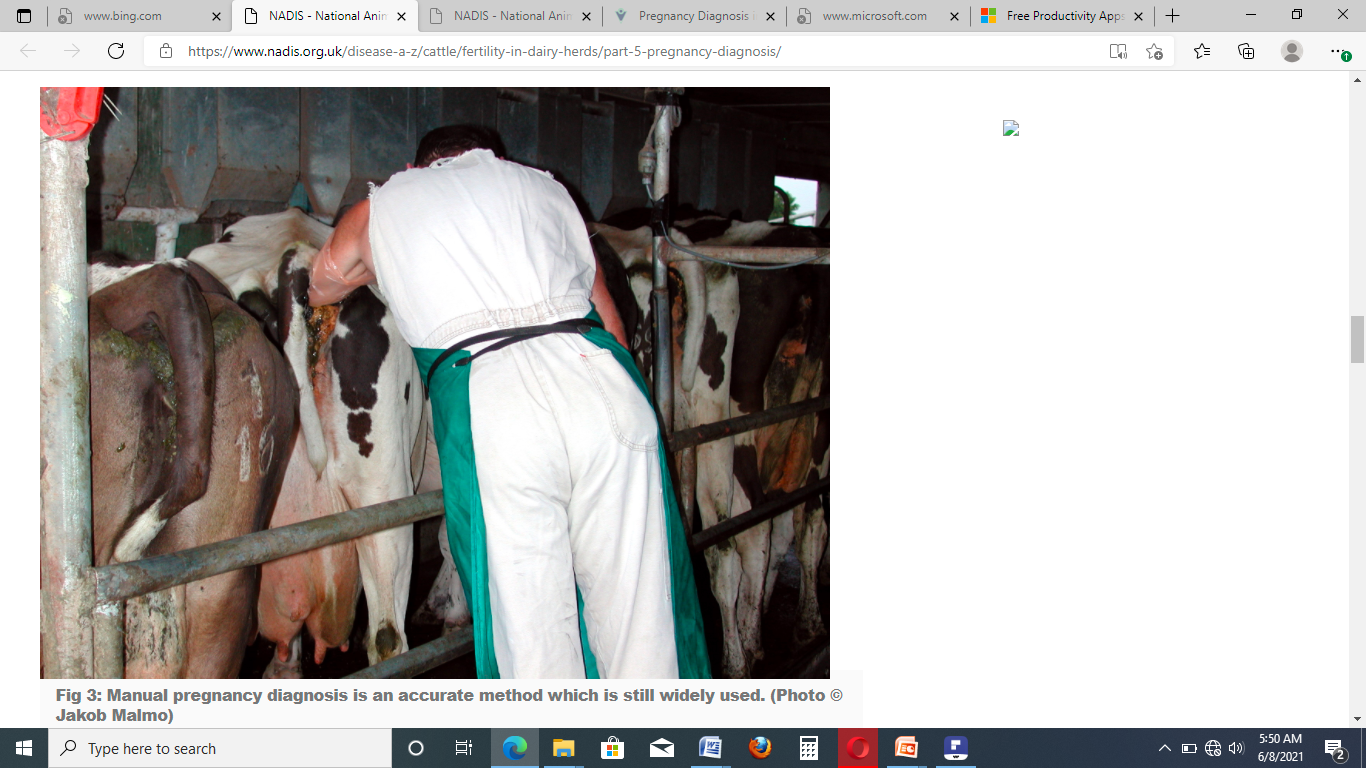 www.bing.com
NADIS - National Anim
NADIS - National Anim
Pregnancy Diagnosis i
www.microsoft.com
Free Productivity Apps
https://www.nadis.org.uk/disease-a-z/cattle/fertility-in-dairy-herds/part-5-pregnancy-diagnosis/
Fig 3: Manual pregnancy diagnosis is an accurate method which is still widely used. (Photo ©
Jakob Malmo)
Type here to search
5:50 AM
6/8/2021
2